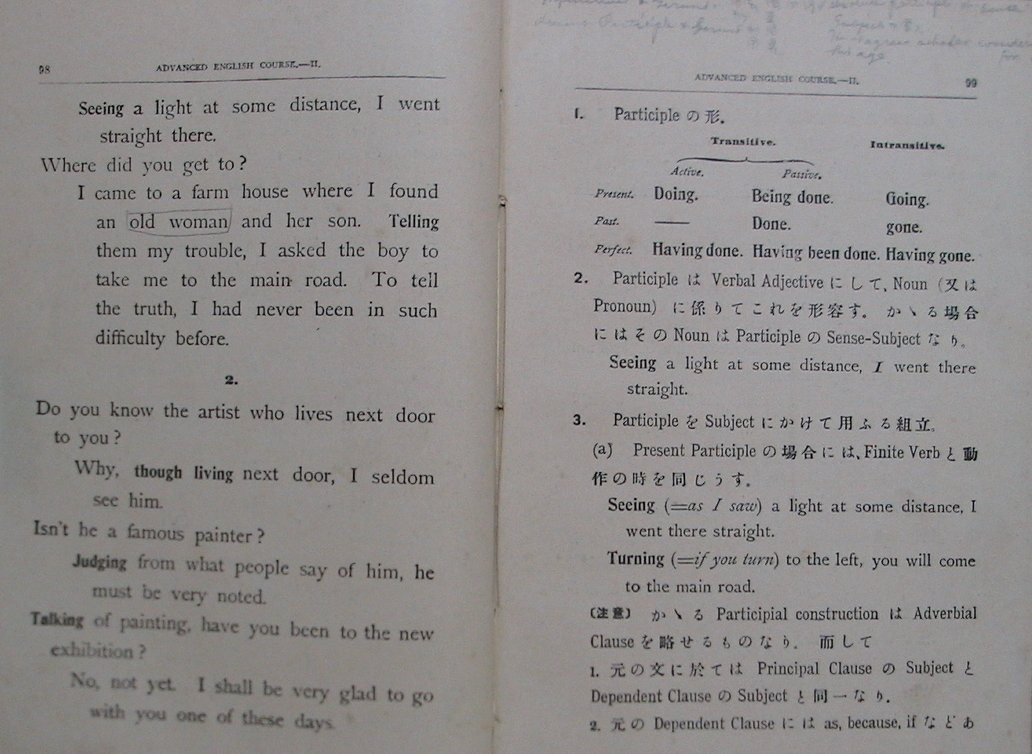 98
ADVANCED ENGLISH COURSE.—II.
Seeing a light at some distance, I went
straight there.
Where did you get to?
I came to a farm house where I found
an old woman and her son. Telling
them my trouble, I asked the boy to
take me to the main road. To tell
the truth, I had never been in such
difficulty before.
2.
Do you know the artist who lives next door
to you?
Why, though living next door, I seldom
see him.
Isn't he a famous painter?
Judging from what people say of him, he
must be very noted.
Talking of painting, have you been to the new
exhibition?
No, not yet. I shall be very glad to go
with you one of these days.
ADVANCED ENGLISH COURSE.—II.
99
1. Participle の形。
Transitive. Intransitive.
Active. Passive.
Present. Doing. Being done. Going.
Past. — Done. gone.
Perfect. Having done. Having been done. Having gone.
2. Participle は Verbal Adjective にして、Noun (又は
Pronoun) に係りてこれを形容す。かゝる場合
にはその Noun は Participle の Sense-Subject なり。
Seeing a light at some distance, I went there
straight.
3. Participle を Subject にかけて用ふる組立。
(a) Present Participle の場合には、Finite Verb と動
作の時を同じうす。
Seeing (=as I saw) a light at some distance, I
went there straight.
Turning (=if you turn) to the left, you will come
to the main road.
(注意) かゝる Participial construction は Adverbial
Clause を略せるものなり。而して
1. 元の文に於ては Principal Clause の Subject と
Dependent Clause の Subject と同一なり。
2. 元の Dependent Clause には as, because, if などあ